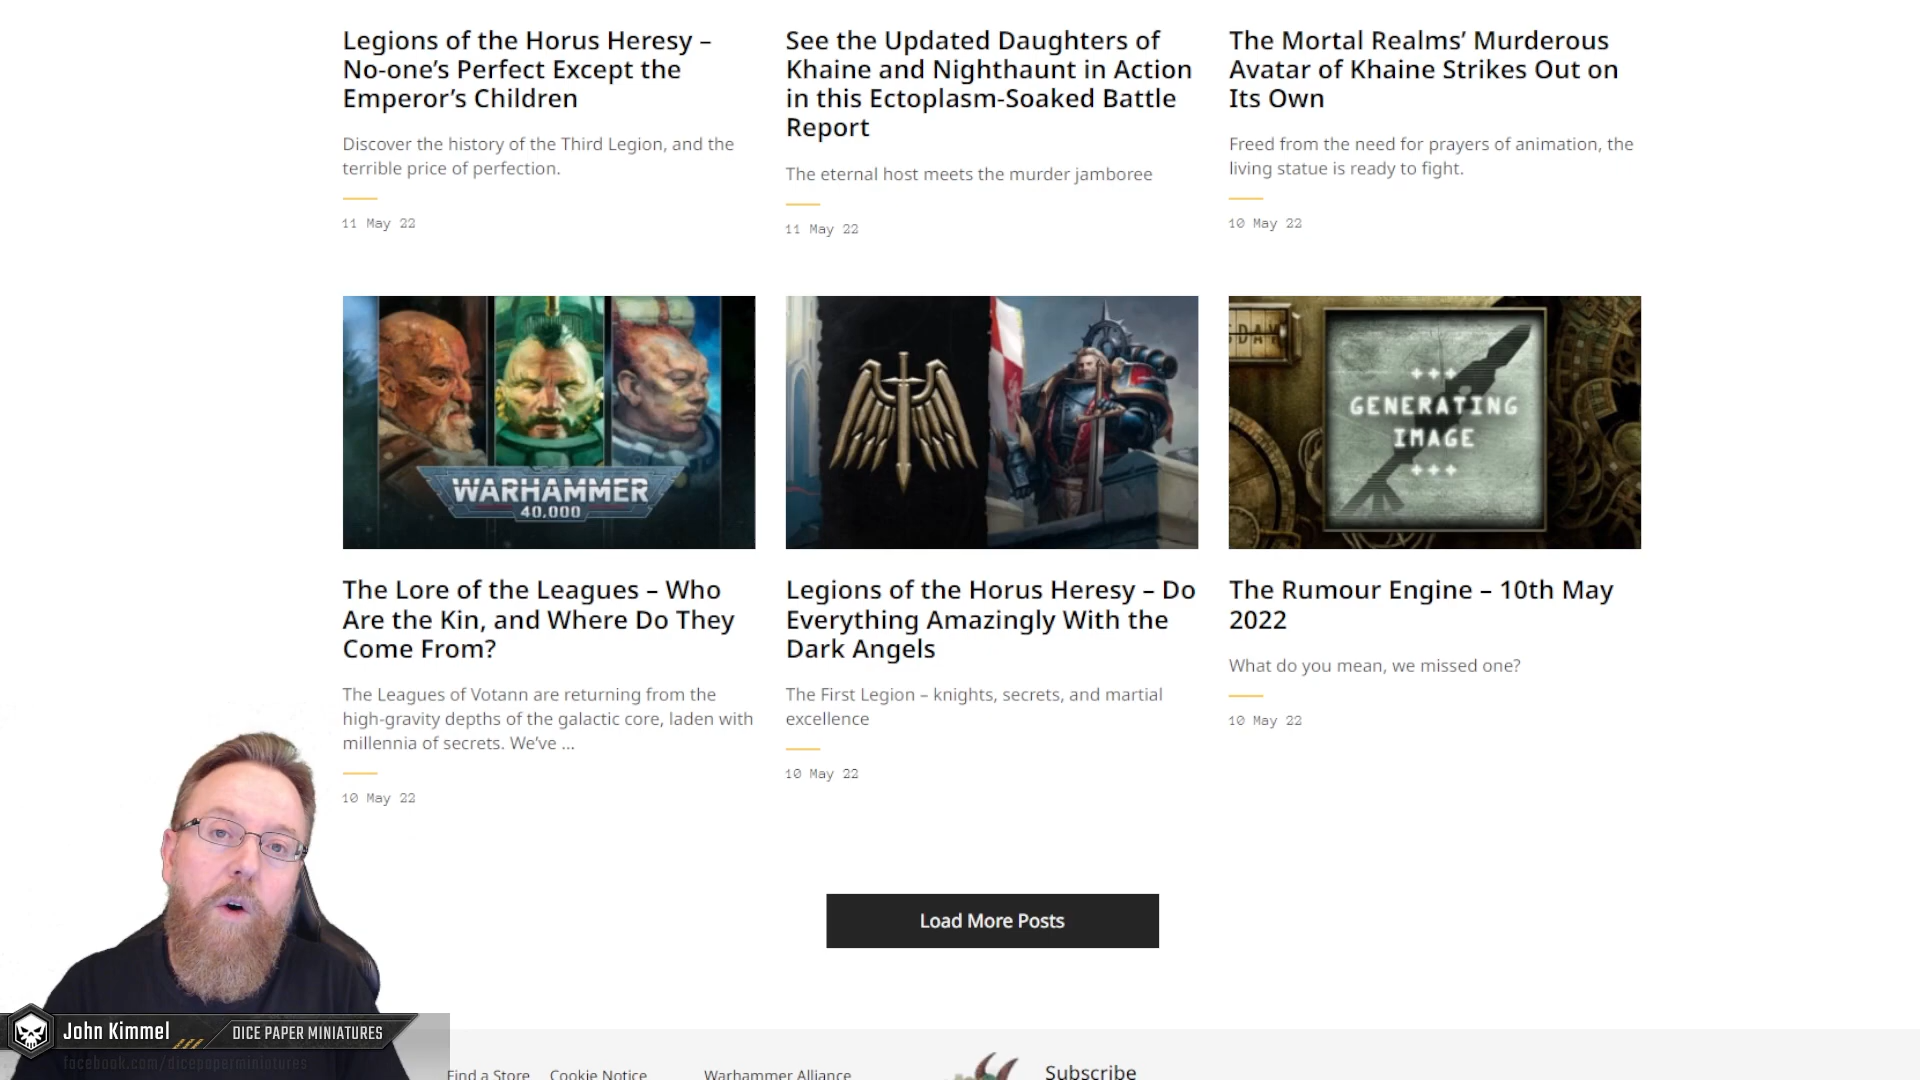 Legions of the Horus Heresy –
No-one’s Perfect Except the
Emperor’s Children
Discover the history of the Third Legion, and the
terrible price of perfection.
11 May 22
See the Updated Daughters of
Khaine and Nighthaunt in Action
in this Ectoplasm-Soaked Battle
Report
The eternal host meets the murder jamboree
11 May 22
The Mortal Realms’ Murderous
Avatar of Khaine Strikes Out on
Its Own
Freed from the need for prayers of animation, the
living statue is ready to fight.
10 May 22
WARHAMMER
40,000
The Lore of the Leagues – Who
Are the Kin, and Where Do They
Come From?
The Leagues of Votann are returning from the
high-gravity depths of the galactic core, laden with
millennia of secrets. We’ve ...
10 May 22
Legions of the Horus Heresy – Do
Everything Amazingly With the
Dark Angels
The First Legion – knights, secrets, and martial
excellence
10 May 22
SDAY
+++
GENERATING
IMAGE
+++
The Rumour Engine – 10th May
2022
What do you mean, we missed one?
10 May 22
Load More Posts
John Kimmel
DICE PAPER MINIATURES
facebook.com/dicepaperminiatures
Find a Store
Cookie Notice
Warhammer Alliance
Subscribe